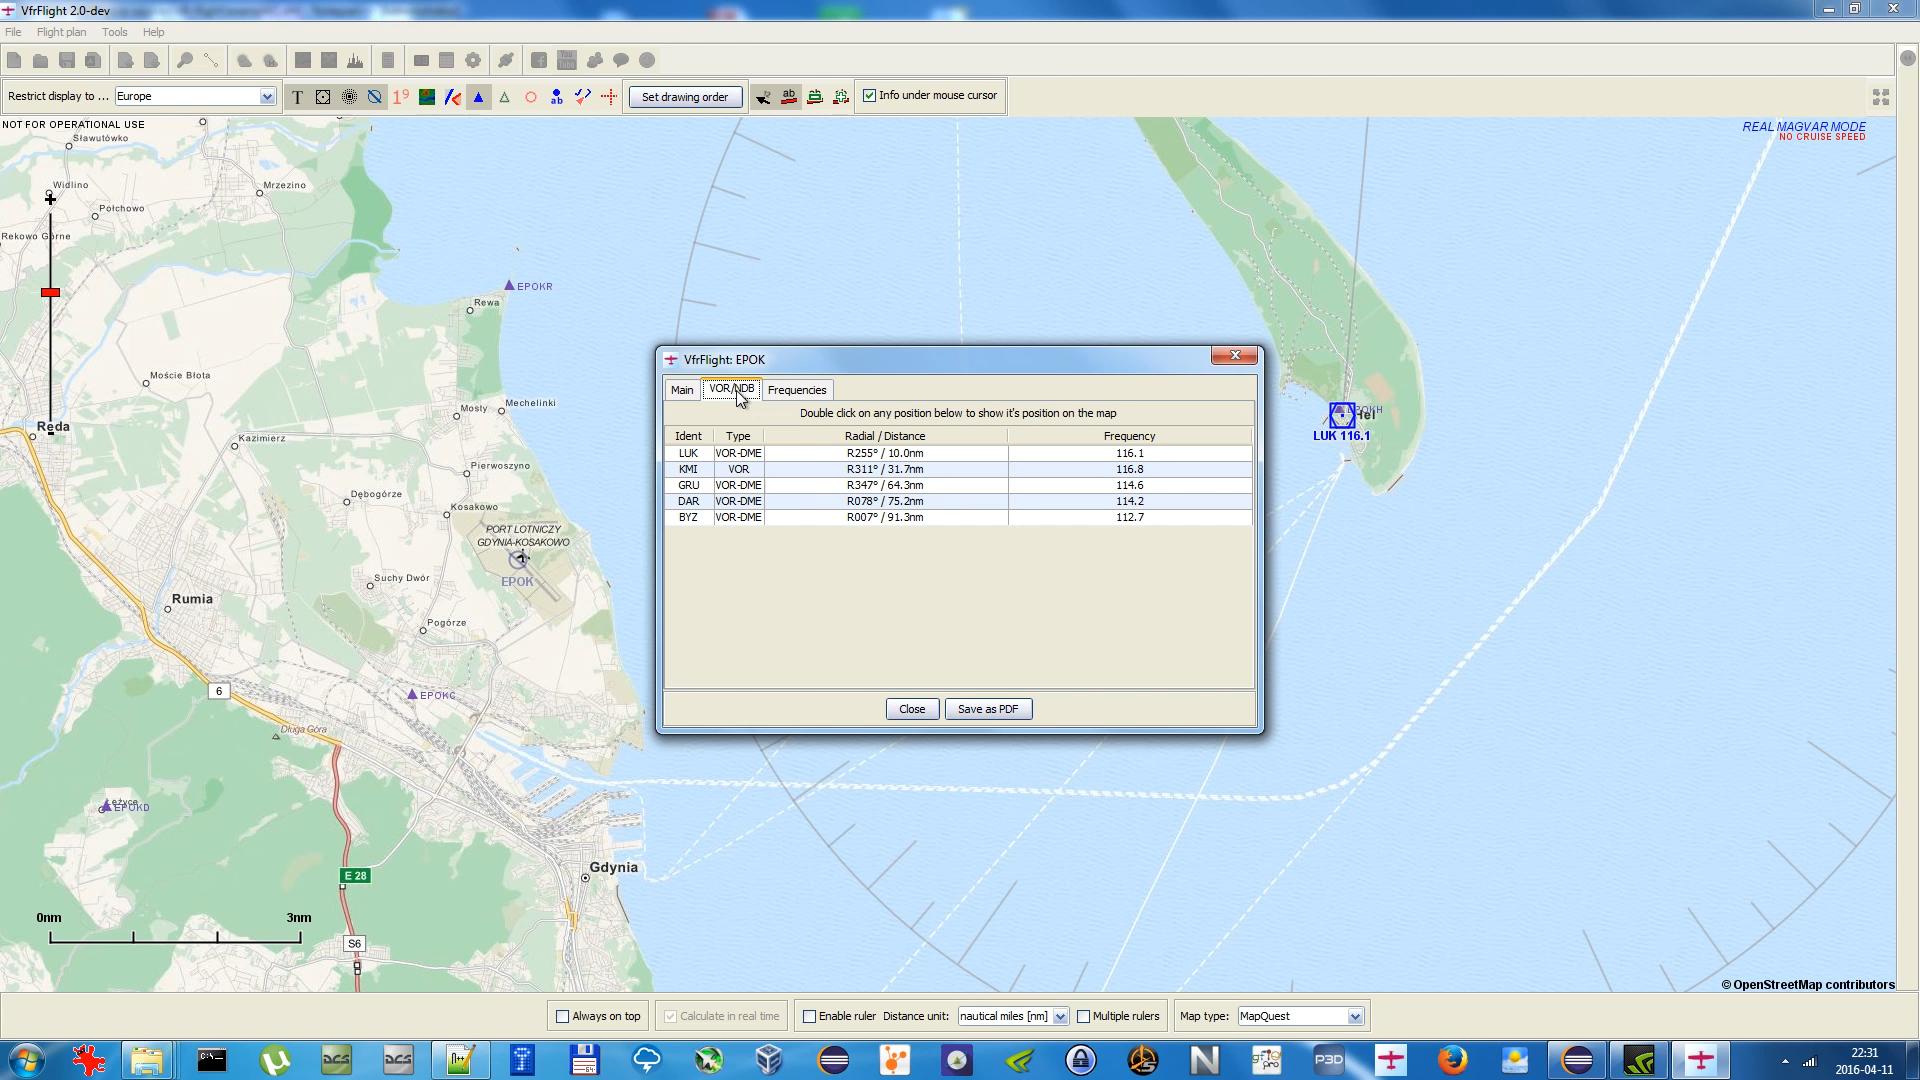 VfrFlight 2.0-dev
File Flight plan Tools Help
Restrict display to ... Europe
T
1⁹
ab
Set drawing order
ab
Info under mouse cursor
NOT FOR OPERATIONAL USE
REAL MAGVAR MODE
NO CRUISE SPEED
Sławutówko
Widlino
Mrzezino
Połchowo
Rekowo Górne
EPOKR
Rewa
Moście Błota
Mosty
Mechelinki
Reda
Kazimierz
Pierwoszyno
Dębogórze
Kosakowo
PORT LOTNICZY
GDYNIA-KOSAKOWO
EPOK
Suchy Dwór
Rumia
Pogórze
6
EPOKC
Długa Góra
EPOKD
Gdynia
E 28
S6
0nm 3nm
Hel
LUK 116.1
VfrFlight: EPOK
Main VOR/NDB Frequencies
Double click on any position below to show it's position on the map
Ident Type Radial / Distance Frequency
LUK VOR-DME R255° / 10.0nm 116.1
KMI VOR R311° / 31.7nm 116.8
GRU VOR-DME R347° / 64.3nm 114.6
DAR VOR-DME R078° / 75.2nm 114.2
BYZ VOR-DME R007° / 91.3nm 112.7
Close Save as PDF
© OpenStreetMap contributors
Always on top Calculate in real time Enable ruler Distance unit: nautical miles [nm] Multiple rulers Map type: MapQuest
C:\_
DCS
DCS
N
P3D
22:31
2016-04-11